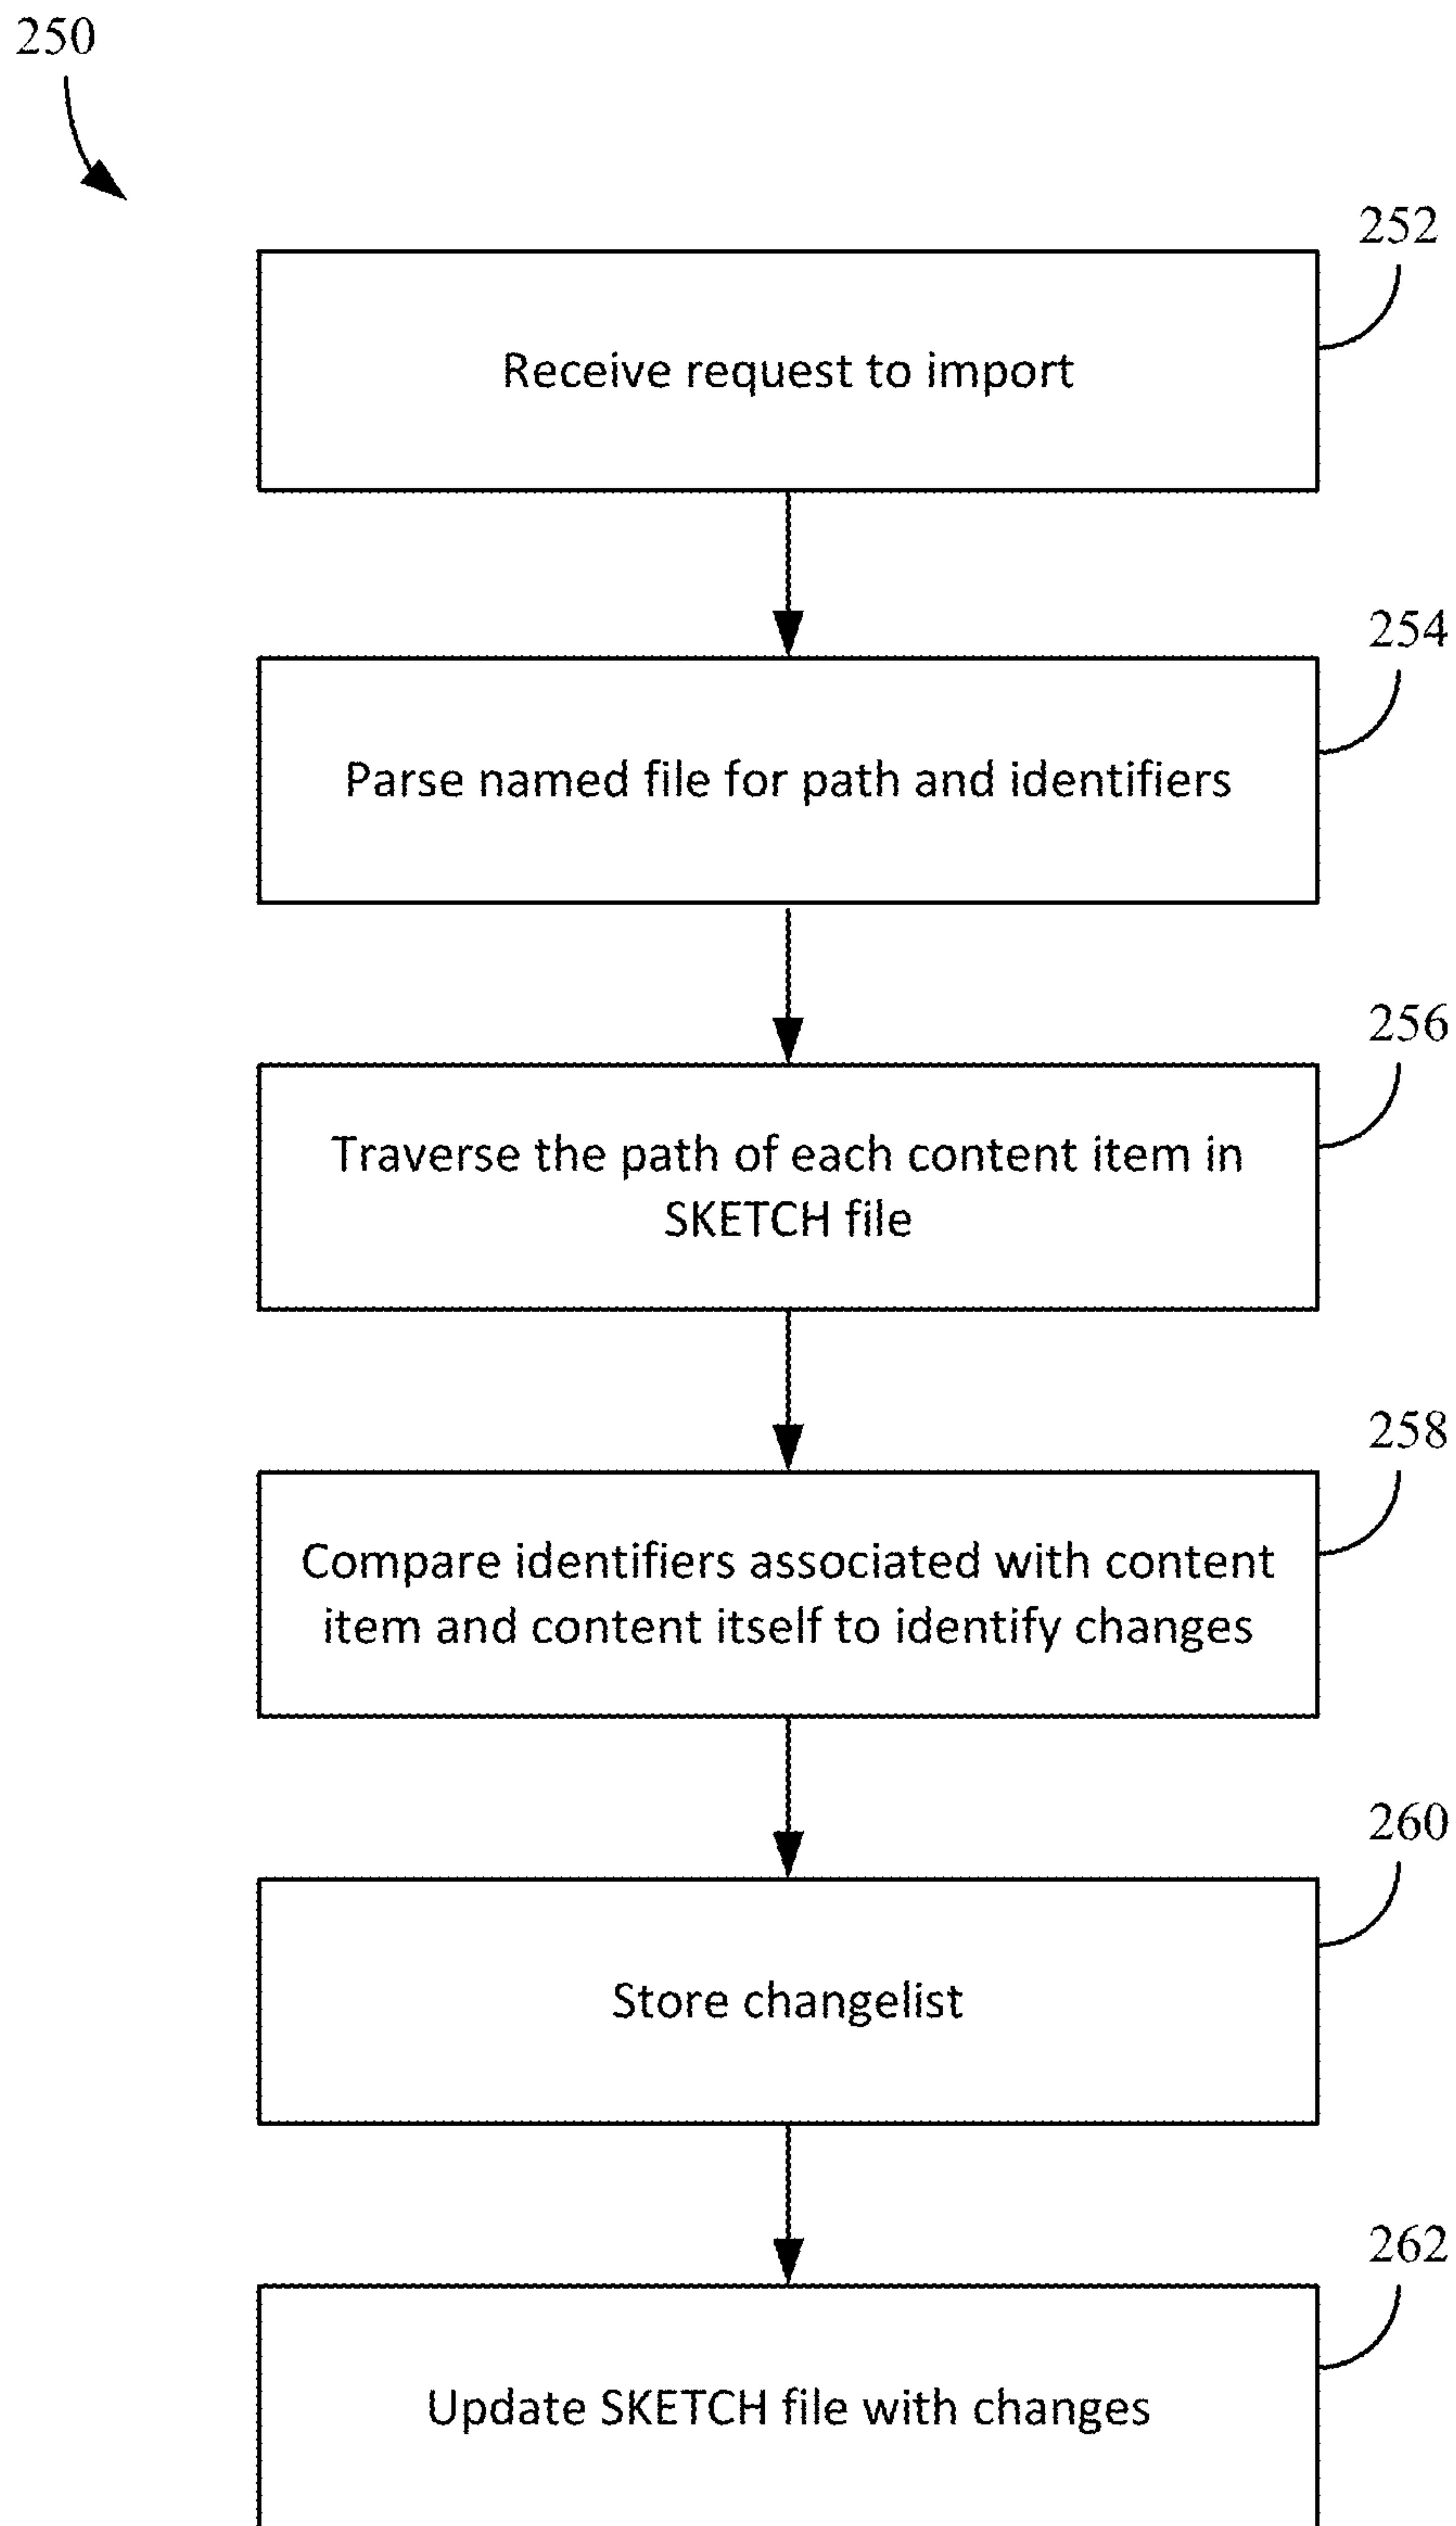 250
252
Receive request to import
254
Parse named file for path and identifiers
256
Traverse the path of each content item in
SKETCH file
258
Compare identifiers associated with content
item and content itself to identify changes
260
Store changelist
262
Update SKETCH file with changes